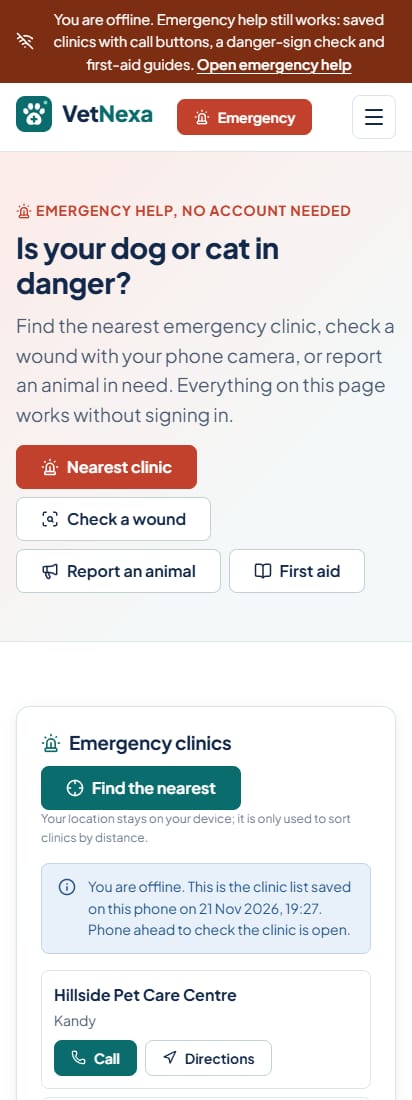 You are offline. Emergency help still works: saved
clinics with call buttons, a danger-sign check and
first-aid guides. Open emergency help
VetNexa
Emergency
EMERGENCY HELP, NO ACCOUNT NEEDED
Is your dog or cat in
danger?
Find the nearest emergency clinic, check a
wound with your phone camera, or report
an animal in need. Everything on this page
works without signing in.
Nearest clinic
Check a wound
Report an animal
First aid
Emergency clinics
Find the nearest
Your location stays on your device; it is only used to sort
clinics by distance.
You are offline. This is the clinic list saved
on this phone on 21 Nov 2026, 19:27.
Phone ahead to check the clinic is open.
Hillside Pet Care Centre
Kandy
Call
Directions